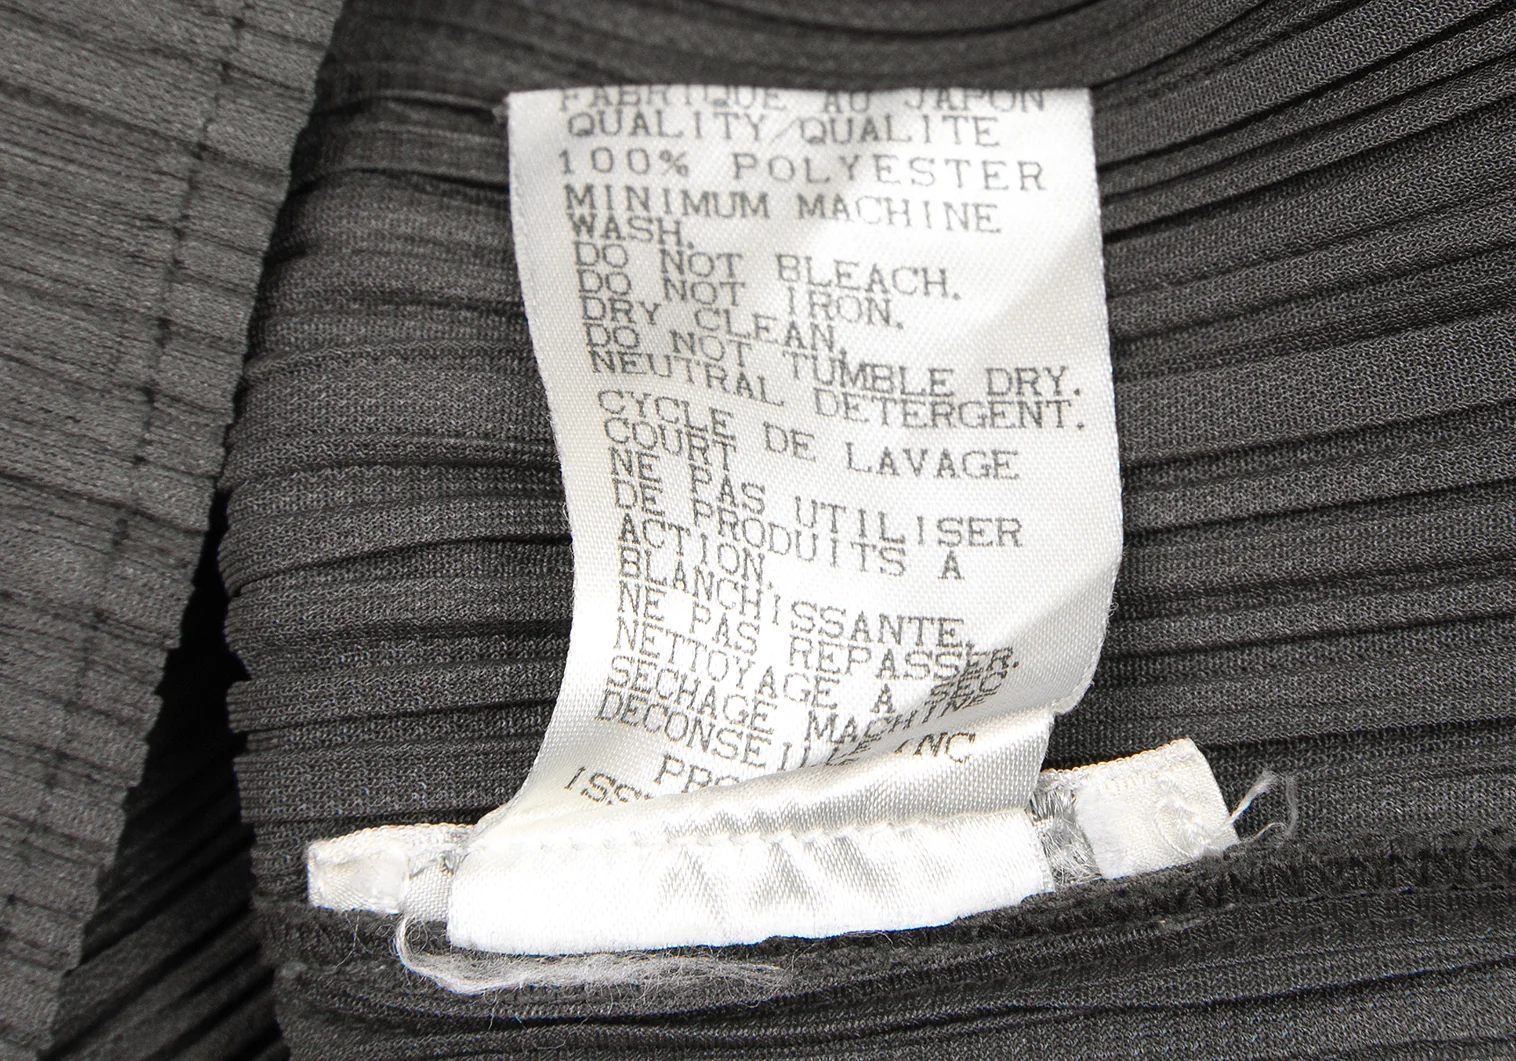 FABRIQUE AU JAPON
QUALITY/QUALITE
100% POLYESTER
MINIMUM MACHINE
WASH.
DO NOT BLEACH.
DO NOT IRON.
DRY CLEAN.
DO NOT TUMBLE DRY.
NEUTRAL DETERGENT.
CYCLE DE LAVAGE
COURT
NE PAS UTILISER
DE PRODUITS A
ACTION.
BLANCHISSANTE.
NE PAS REPASSER.
NETTOYAGE A SEC
SECHAGE MACHINE
DECONSEILLE